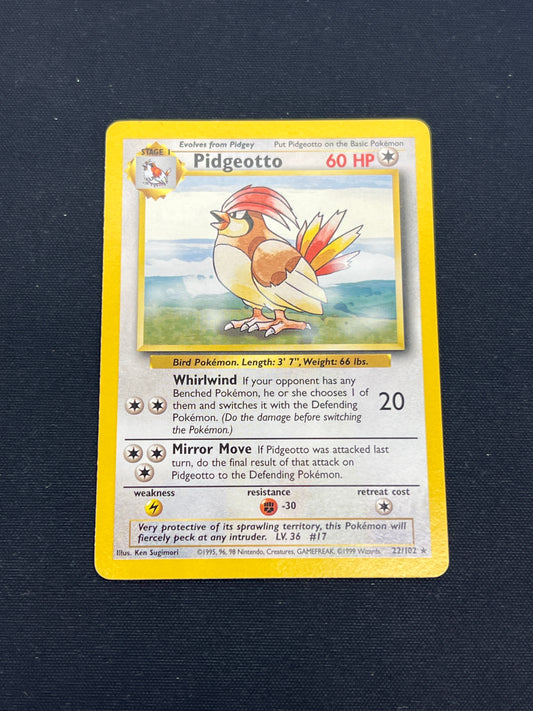 Evolves from Pidgey Put Pidgeotto on the Basic Pokémon
STAGE 1
Pidgeotto 60 HP
Bird Pokémon. Length: 3' 7", Weight: 66 lbs.
Whirlwind If your opponent has any
Benched Pokémon, he or she chooses 1 of
them and switches it with the Defending
Pokémon. (Do the damage before switching
the Pokémon.)
20
Mirror Move If Pidgeotto was attacked last
turn, do the final result of that attack on
Pidgeotto to the Defending Pokémon.
weakness resistance retreat cost
-30
Very protective of its sprawling territory, this Pokémon will
fiercely peck at any intruder. LV. 36 #17
Illus. Ken Sugimori ©1995, 96, 98 Nintendo, Creatures, GAMEFREAK. ©1999 Wizards. 22/102 ★